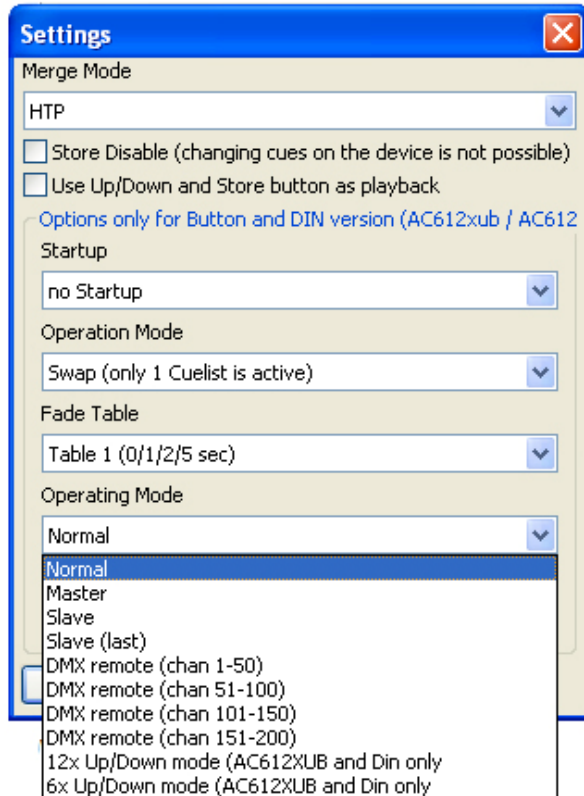 Settings
Merge Mode
HTP
Store Disable (changing cues on the device is not possible)
Use Up/Down and Store button as playback
Options only for Button and DIN version (AC612xub / AC612
Startup
no Startup
Operation Mode
Swap (only 1 Cuelist is active)
Fade Table
Table 1 (0/1/2/5 sec)
Operating Mode
Normal
Normal
Master
Slave
Slave (last)
DMX remote (chan 1-50)
DMX remote (chan 51-100)
DMX remote (chan 101-150)
DMX remote (chan 151-200)
12x Up/Down mode (AC612XUB and Din only
6x Up/Down mode (AC612XUB and Din only